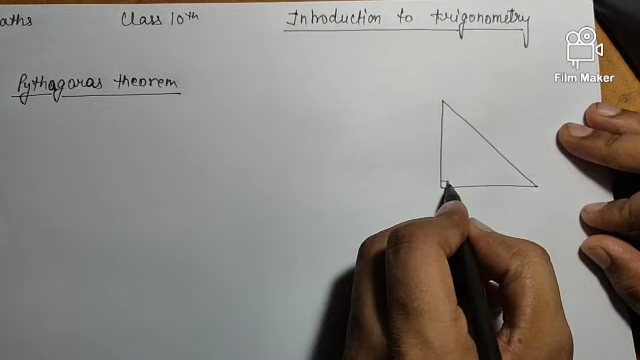 aths Class 10th Introduction to trigonometry
Film Maker
Pythagoras theorem